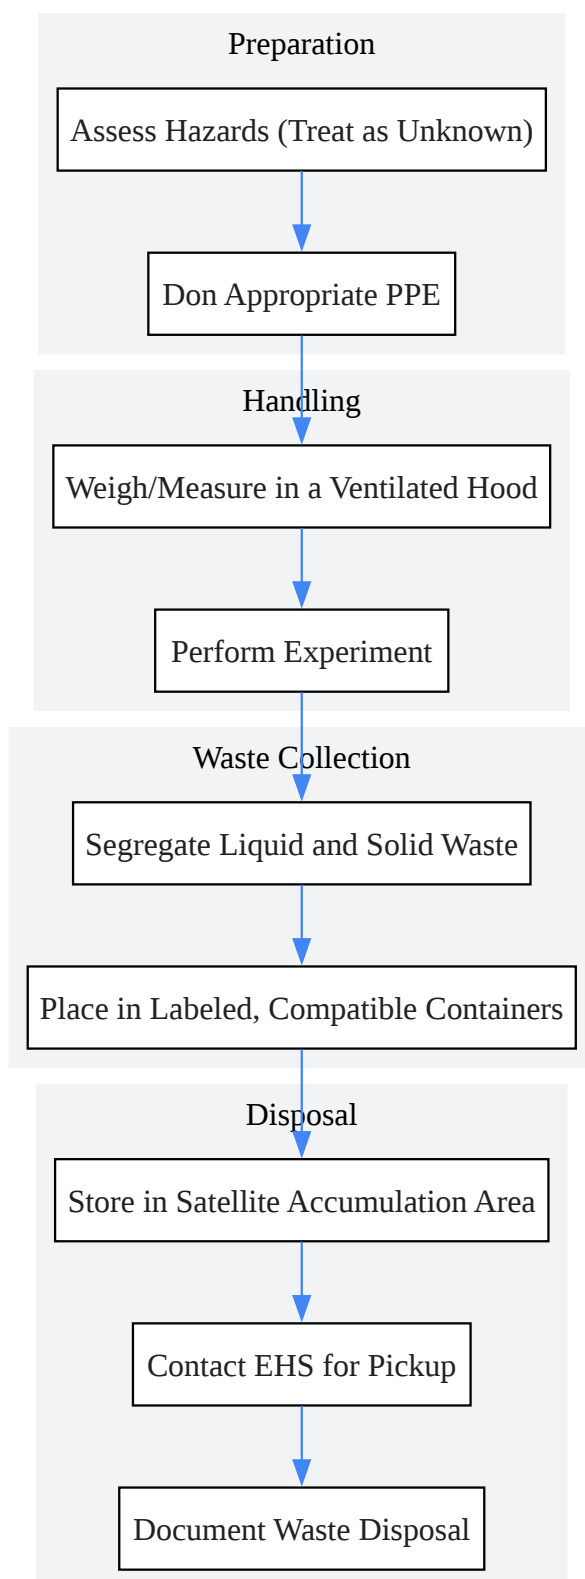 Preparation
Assess Hazards (Treat as Unknown)
Don Appropriate PPE
Handling
Weigh/Measure in a Ventilated Hood
Perform Experiment
Waste Collection
Segregate Liquid and Solid Waste
Place in Labeled, Compatible Containers
Disposal
Store in Satellite Accumulation Area
Contact EHS for Pickup
Document Waste Disposal